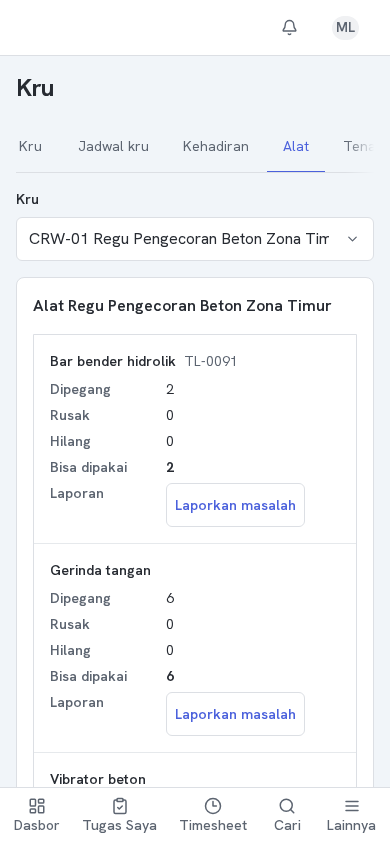 ML
Kru
Kru Jadwal kru Kehadiran Alat Tena
Kru
CRW-01 Regu Pengecoran Beton Zona Tim
Alat Regu Pengecoran Beton Zona Timur
Bar bender hidrolik TL-0091
Dipegang 2
Rusak 0
Hilang 0
Bisa dipakai 2
Laporan Laporkan masalah
Gerinda tangan
Dipegang 6
Rusak 0
Hilang 0
Bisa dipakai 6
Laporan Laporkan masalah
Vibrator beton
Dasbor Tugas Saya Timesheet Cari Lainnya